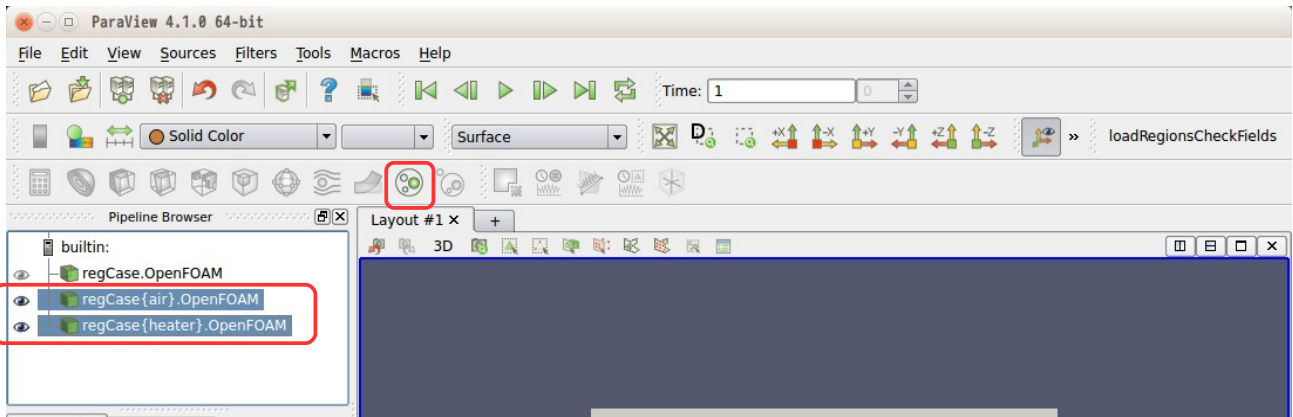 ParaView 4.1.0 64-bit
File Edit View Sources Filters Tools Macros Help
Time: 1 0
Solid Color Surface D +X -X +Y -Y +Z -Z » loadRegionsCheckFields
Pipeline Browser Layout #1 +
builtin: 3D
regCase.OpenFOAM
regCase{air}.OpenFOAM
regCase{heater}.OpenFOAM